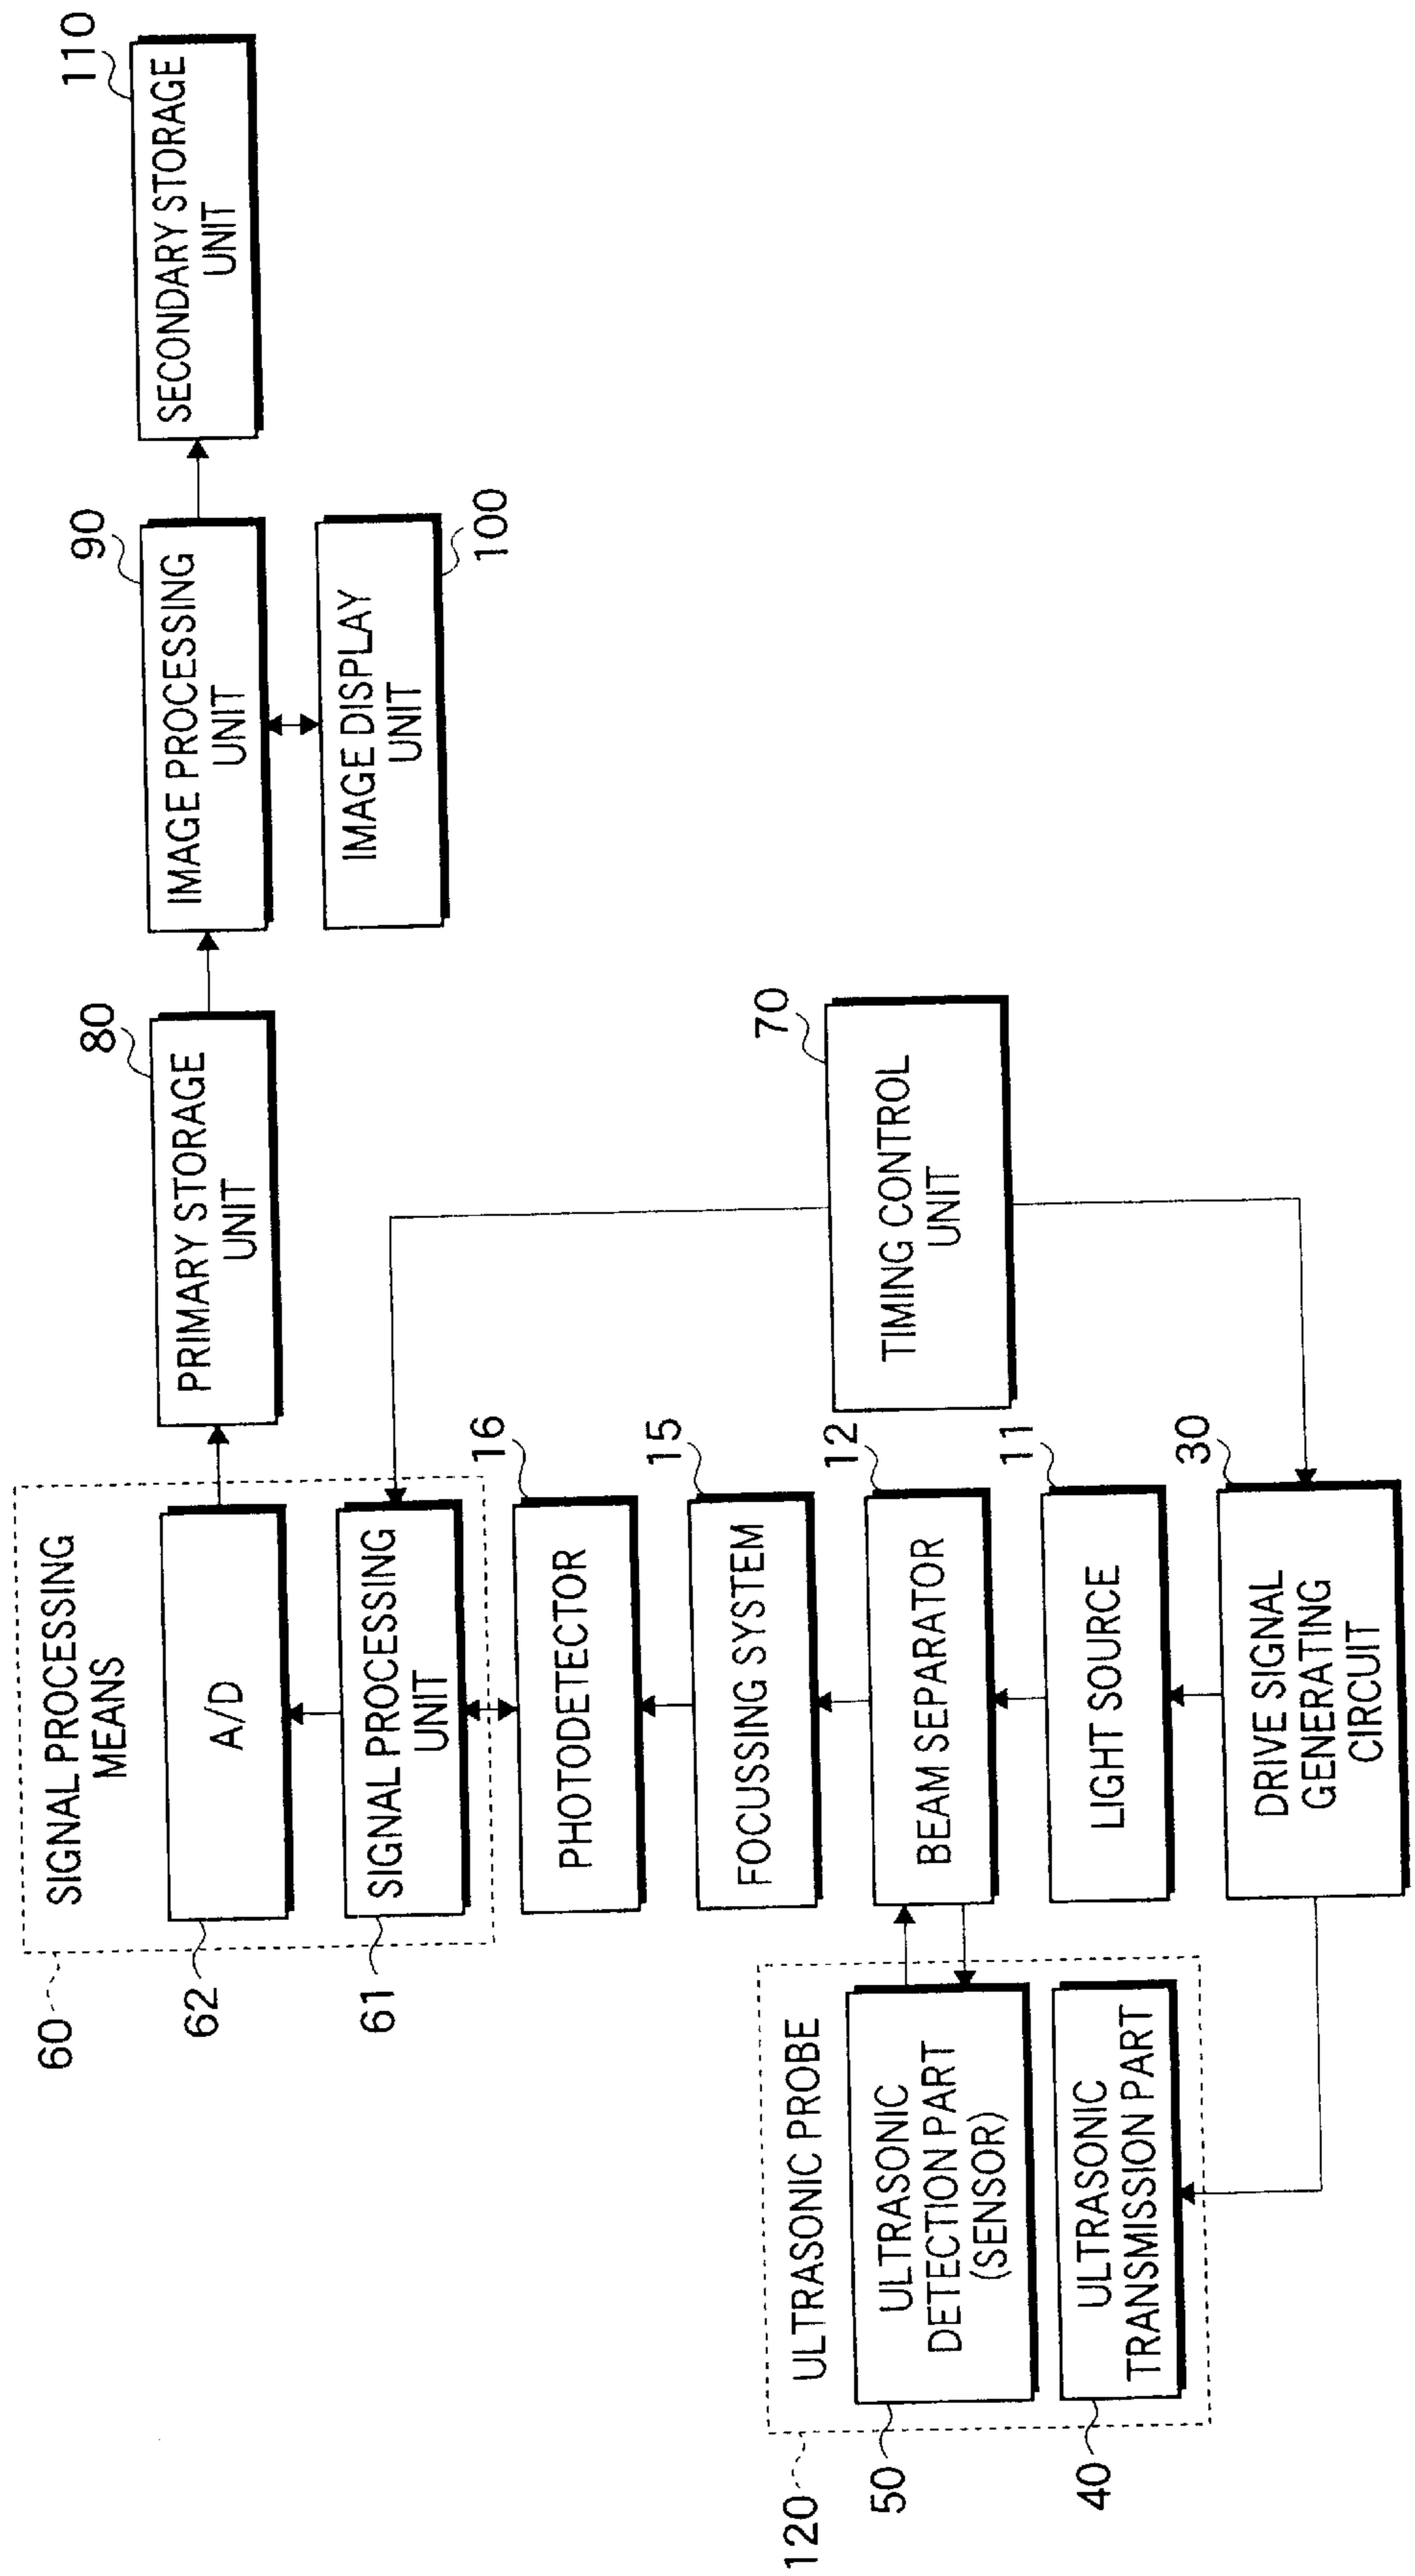 60
SIGNAL PROCESSING
MEANS
62
A/D
61
SIGNAL PROCESSING
UNIT
80
PRIMARY STORAGE
UNIT
90
IMAGE PROCESSING
UNIT
100
IMAGE DISPLAY
UNIT
110
SECONDARY STORAGE
UNIT
16
PHOTODETECTOR
15
FOCUSSING SYSTEM
70
TIMING CONTROL
UNIT
120
ULTRASONIC PROBE
50
ULTRASONIC
DETECTION PART
(SENSOR)
40
ULTRASONIC
TRANSMISSION PART
12
BEAM SEPARATOR
11
LIGHT SOURCE
30
DRIVE SIGNAL
GENERATING
CIRCUIT